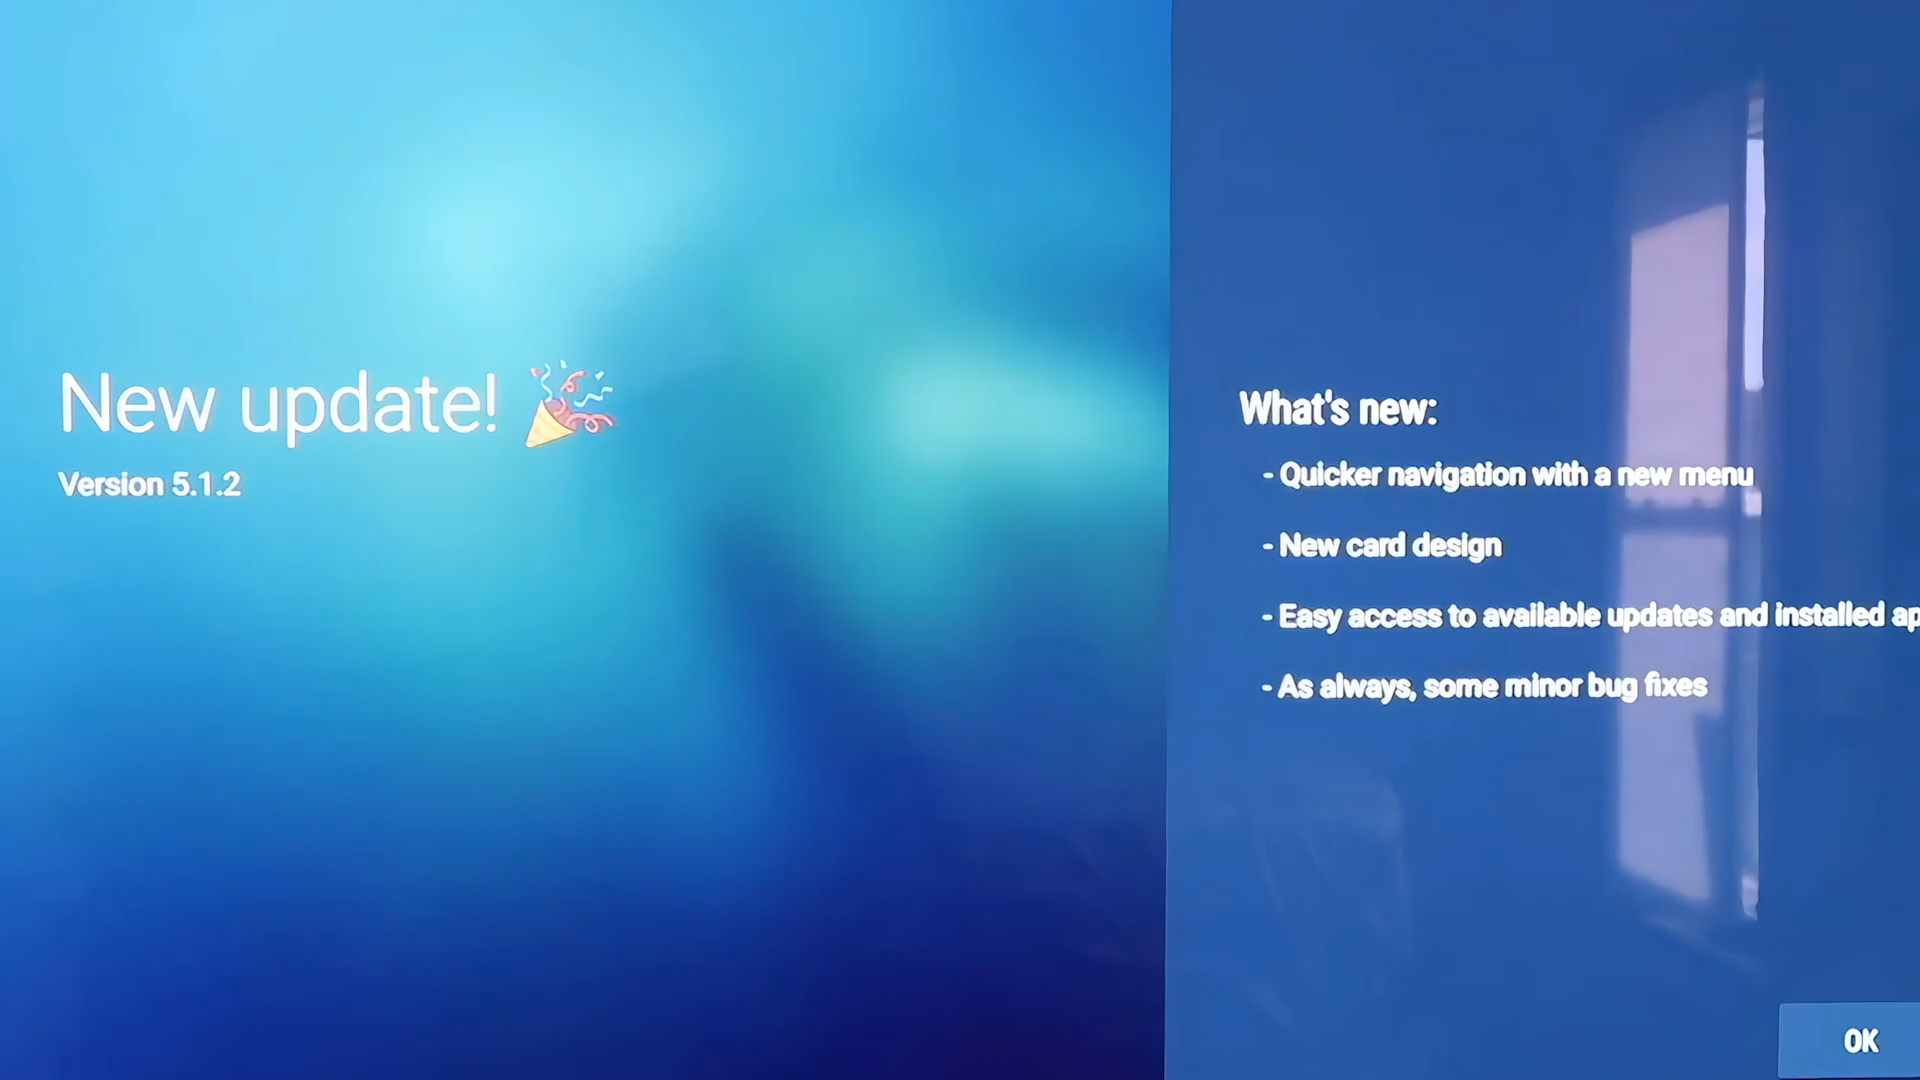 New update! 🎉
Version 5.1.2
What's new:
- Quicker navigation with a new menu
- New card design
- Easy access to available updates and installed
- As always, some minor bug fixes
OK